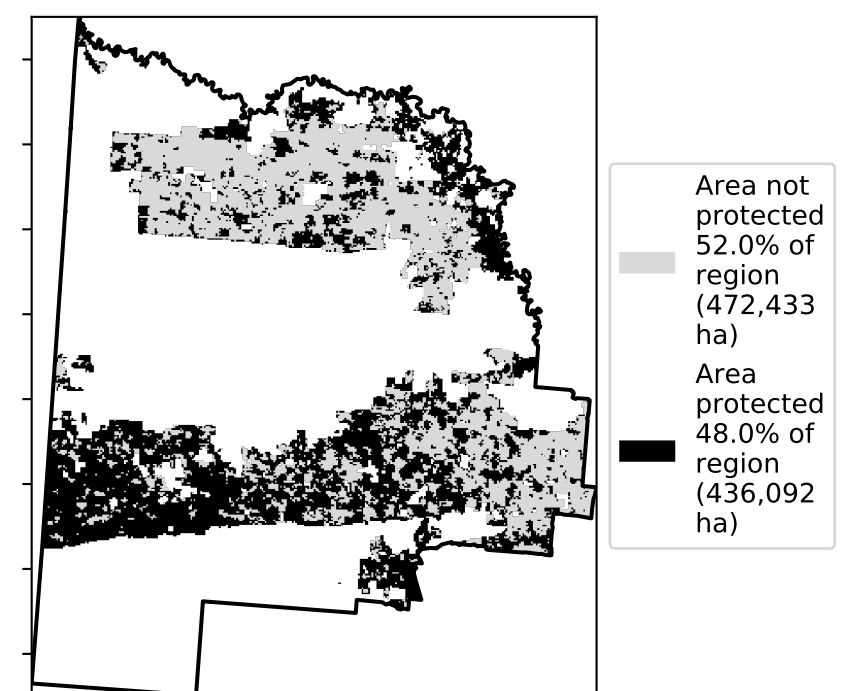 Area not
protected
52.0% of
region
(472,433
ha)
Area
protected
48.0% of
region
(436,092
ha)